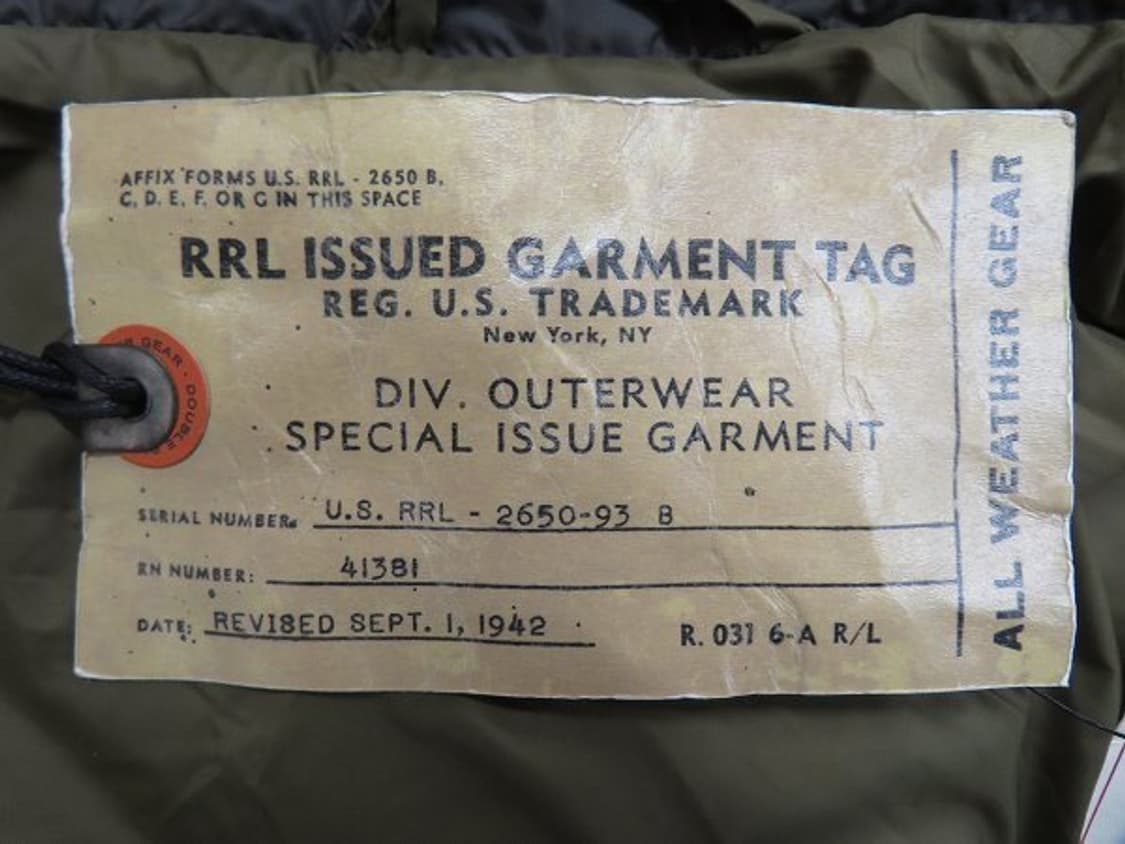 AFFIX FORMS U.S. RRL - 2650 B,
C, D. E, F. OR G IN THIS SPACE
RRL ISSUED GARMENT TAG
REG. U.S. TRADEMARK
New York, NY
DIV. OUTERWEAR
SPECIAL ISSUE GARMENT
SERIAL NUMBER: U.S. RRL - 2650-93 B
RN NUMBER: 41381
DATE: REVISED SEPT. 1, 1942
R. 031 6-A R/L
ALL WEATHER GEAR
GEAR · DOUBLE